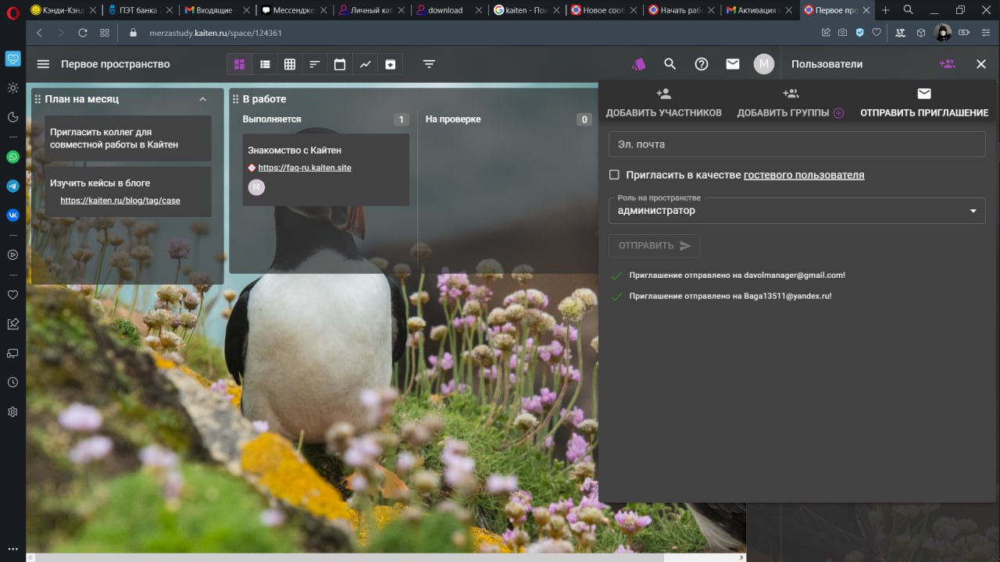 Кэнди-Кэнд
ПЭТ банка
Входящие -
Мессендже
Личный ка
download
kaiten - Пои
Новое сооб
Начать раб
Активация
Первое про
merzastudy.kaiten.ru/space/124361
Первое пространство
M
Пользователи
План на месяц
Пригласить коллег для
совместной работы в Кайтен
Изучить кейсы в блоге
https://kaiten.ru/blog/tag/case
В работе
Выполняется 1
Знакомство с Кайтен
https://faq-ru.kaiten.site
M
На проверке 0
ДОБАВИТЬ УЧАСТНИКОВ
ДОБАВИТЬ ГРУППЫ
ОТПРАВИТЬ ПРИГЛАШЕНИЕ
Эл. почта
Пригласить в качестве гостевого пользователя
Роль на пространстве
администратор
ОТПРАВИТЬ
Приглашение отправлено на davolmanager@gmail.com!
Приглашение отправлено на Baga13511@yandex.ru!